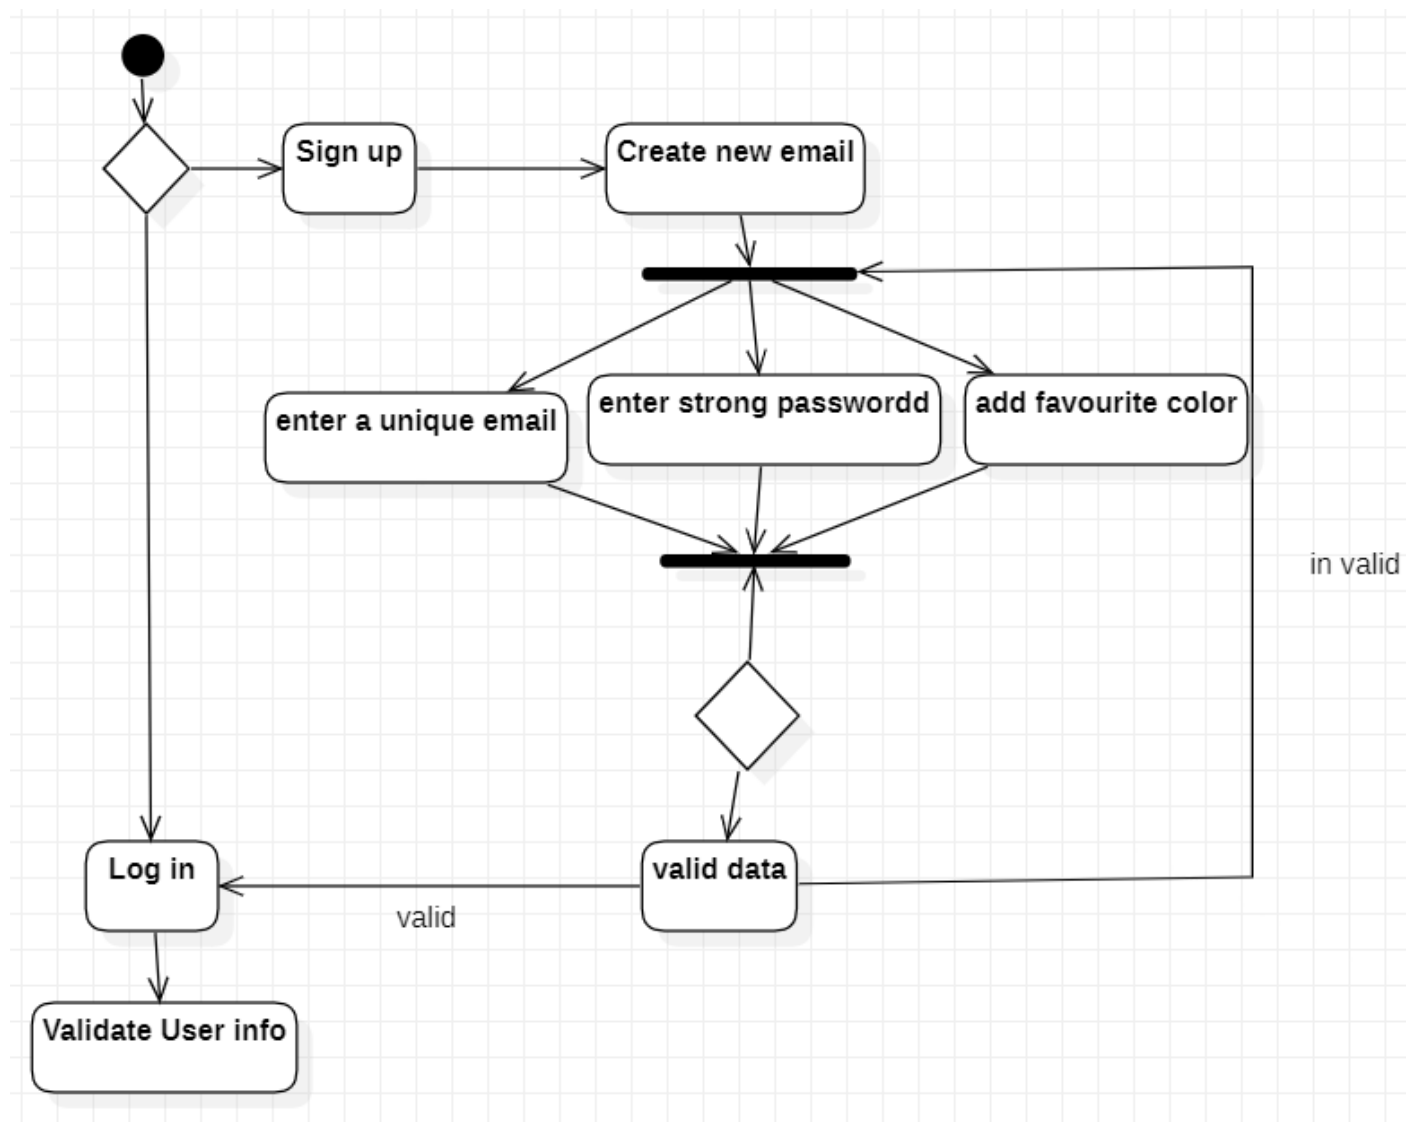 Sign up
Create new email
enter a unique email
enter strong passwordd
add favourite color
in valid
Log in
valid
valid data
Validate User info